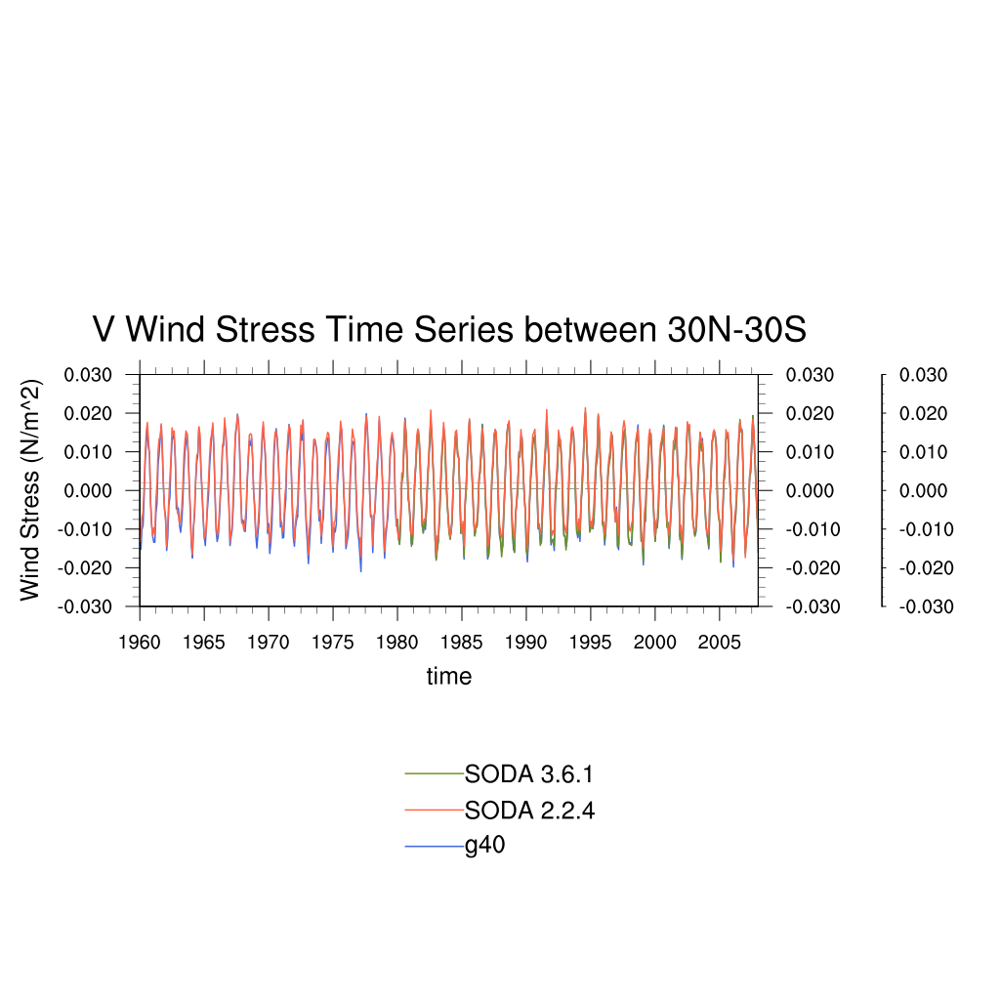 V Wind Stress Time Series between 30N-30S
Wind Stress (N/m^2)
0.030 0.030 0.030
0.020 0.020 0.020
0.010 0.010 0.010
0.000 0.000 0.000
-0.010 -0.010 -0.010
-0.020 -0.020 -0.020
-0.030 -0.030 -0.030
1960 1965 1970 1975 1980 1985 1990 1995 2000 2005
time
SODA 3.6.1
SODA 2.2.4
g40